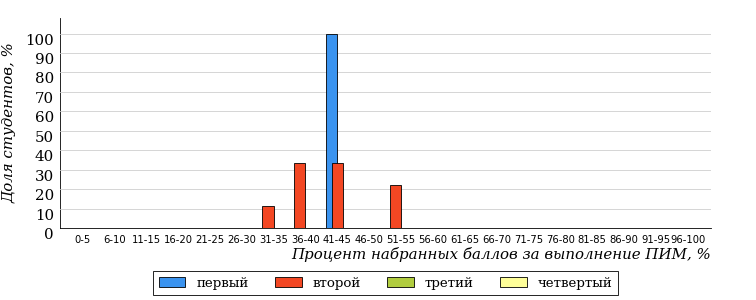 Доля студентов, %
100
90
80
70
60
50
40
30
20
10
0
0-5 6-10 11-15 16-20 21-25 26-30 31-35 36-40 41-45 46-50 51-55 56-60 61-65 66-70 71-75 76-80 81-85 86-90 91-95 96-100
Процент набранных баллов за выполнение ПИМ, %
первый второй третий четвертый